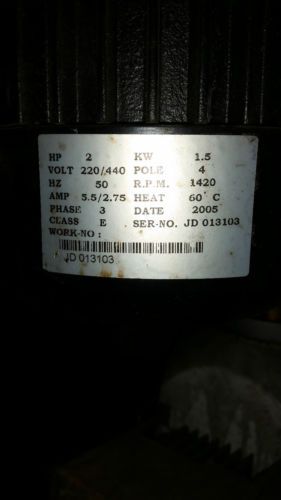 HP 2 KW 1.5
VOLT 220/440 POLE 4
HZ 50 R.P.M. 1420
AMP 5.5/2.75 HEAT 60°C
PHASE 3 DATE 2005
CLASS E SER-NO. JD 013103
WORK-NO :
JD 013103